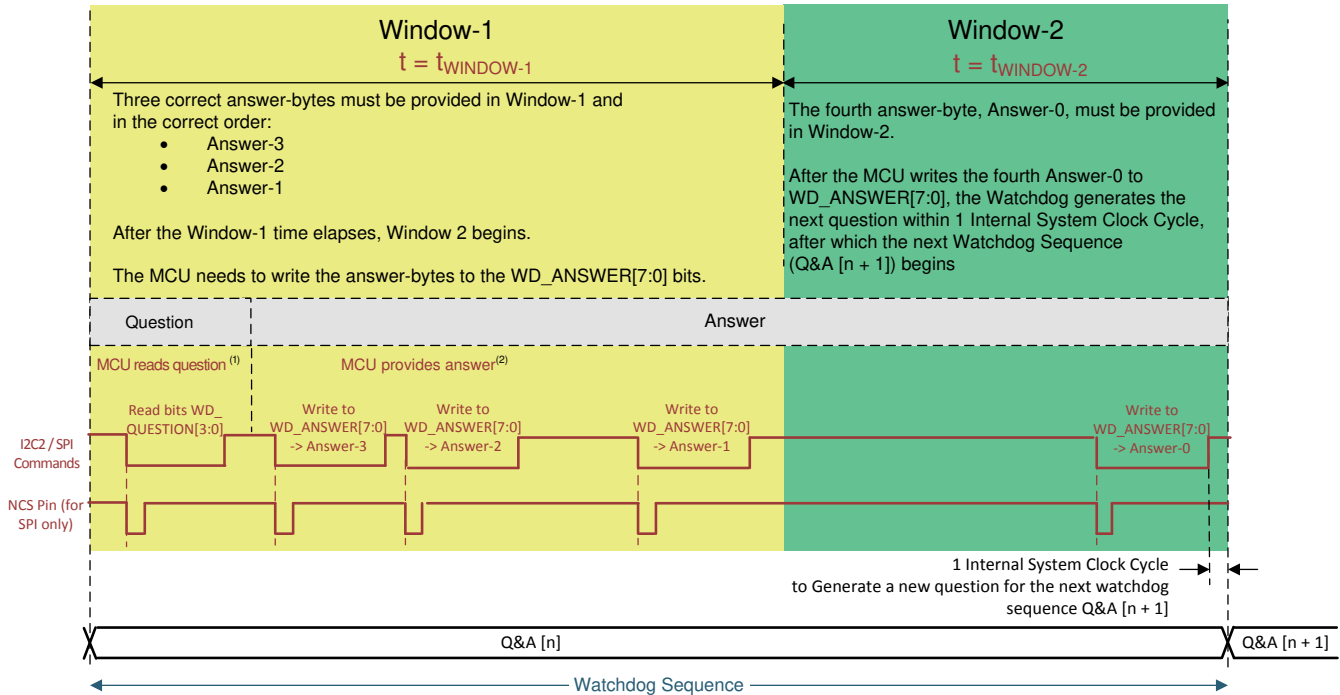 Window-1
t = tWINDOW-1
Three correct answer-bytes must be provided in Window-1 and
in the correct order:
• Answer-3
• Answer-2
• Answer-1
After the Window-1 time elapses, Window 2 begins.
The MCU needs to write the answer-bytes to the WD_ANSWER[7:0] bits.
Window-2
t = tWINDOW-2
The fourth answer-byte, Answer-0, must be provided
in Window-2.
After the MCU writes the fourth Answer-0 to
WD_ANSWER[7:0], the Watchdog generates the
next question within 1 Internal System Clock Cycle,
after which the next Watchdog Sequence
(Q&A [n + 1]) begins
Question
Answer
MCU reads question (1)
MCU provides answer(2)
Read bits WD_
QUESTION[3:0]
Write to
WD_ANSWER[7:0]
-> Answer-3
Write to
WD_ANSWER[7:0]
-> Answer-2
Write to
WD_ANSWER[7:0]
-> Answer-1
Write to
WD_ANSWER[7:0]
-> Answer-0
I2C2 / SPI
Commands
NCS Pin (for
SPI only)
1 Internal System Clock Cycle
to Generate a new question for the next watchdog
sequence Q&A [n + 1]
Q&A [n]
Q&A [n + 1]
Watchdog Sequence